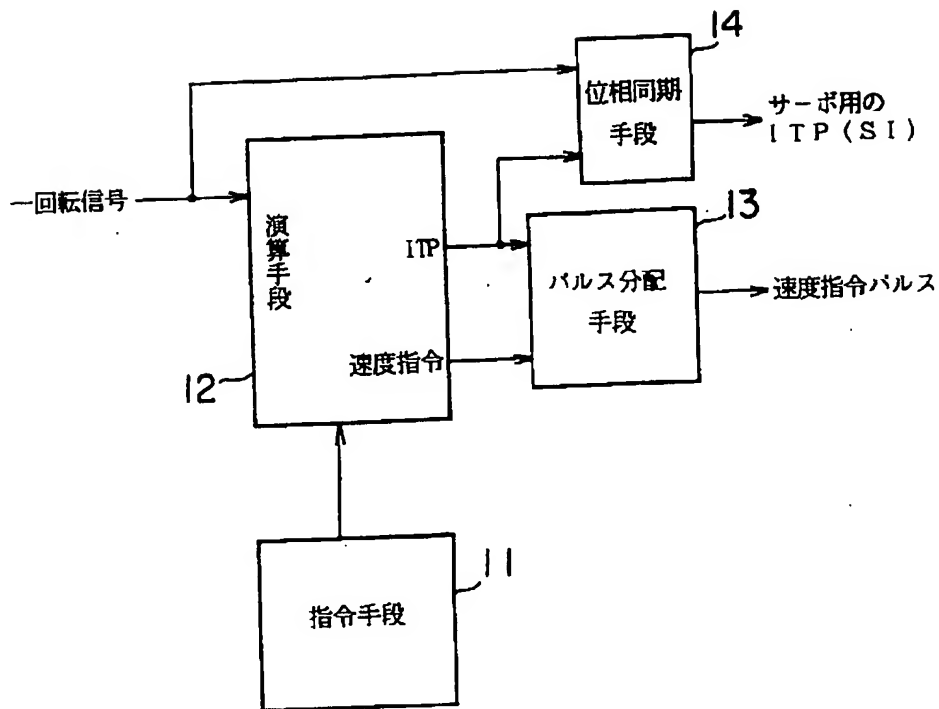 14
位相同期
手段
サーボ用の
ITP(SI)
一回転信号
演算手段
ITP
13
パルス分配
手段
速度指令パルス
速度指令
12
11
指令手段